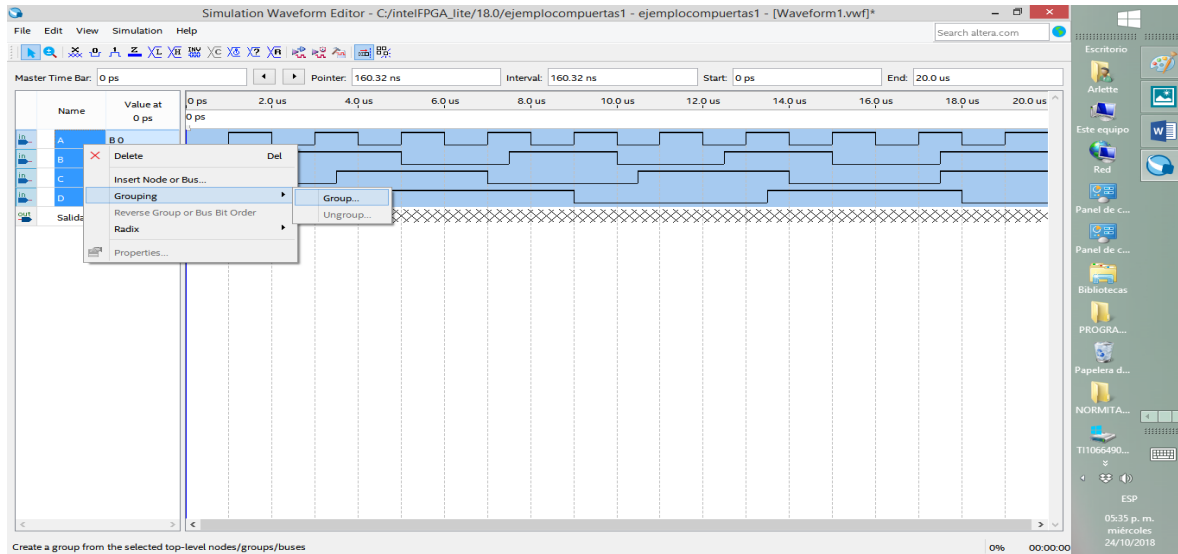 Simulation Waveform Editor - C:/intelFPGA_lite/18.0/ejemplocompuertas1 - ejemplocompuertas1 - [Waveform1.vwf]*
File Edit View Simulation Help
Search altera.com
Master Time Bar: 0 ps Pointer: 160.32 ns Interval: 160.32 ns Start: 0 ps End: 20.0 us
Name
Value at
0 ps
0 ps 2.0 us 4.0 us 6.0 us 8.0 us 10.0 us 12.0 us 14.0 us 16.0 us 18.0 us 20.0 us
0 ps
in A B 0
in B
in C
in D
out Salida
Delete Del
Insert Node or Bus...
Grouping
Reverse Group or Bus Bit Order
Radix
Properties...
Group...
Ungroup...
Create a group from the selected top-level nodes/groups/buses
0% 00:00:00
Escritorio
Arlette
Este equipo
Red
Panel de c...
Panel de c...
Bibliotecas
PROGRA...
Papelera d...
NORMITA...
TI1066490...
ESP
05:35 p. m.
miércoles
24/10/2018